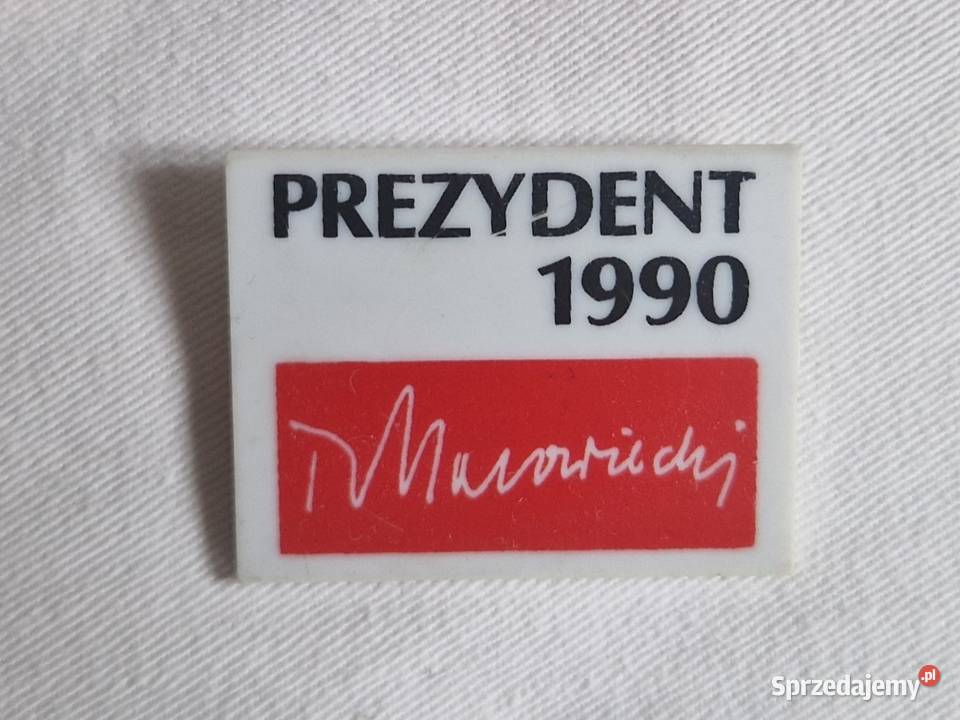 PREZYDENT
1990
T. Mazowiecki
Sprzedajemy.pl